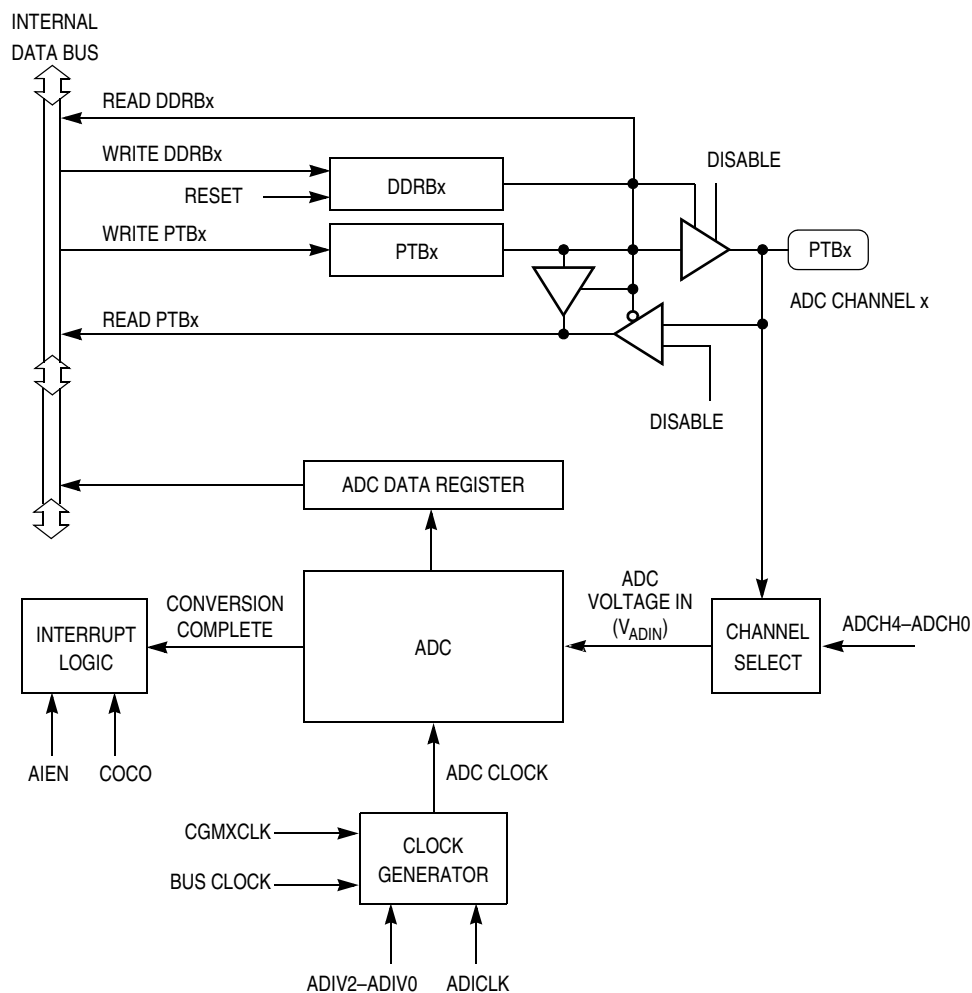 INTERNAL
DATA BUS
READ DDRBx
WRITE DDRBx
DISABLE
DDRBx
RESET
WRITE PTBx
PTBx
PTBx
ADC CHANNEL x
READ PTBx
DISABLE
ADC DATA REGISTER
INTERRUPT
LOGIC
CONVERSION
COMPLETE
ADC
ADC
VOLTAGE IN
(VADIN)
CHANNEL
SELECT
ADCH4–ADCH0
AIEN
COCO
ADC CLOCK
CGMXCLK
BUS CLOCK
CLOCK
GENERATOR
ADIV2–ADIV0
ADICLK